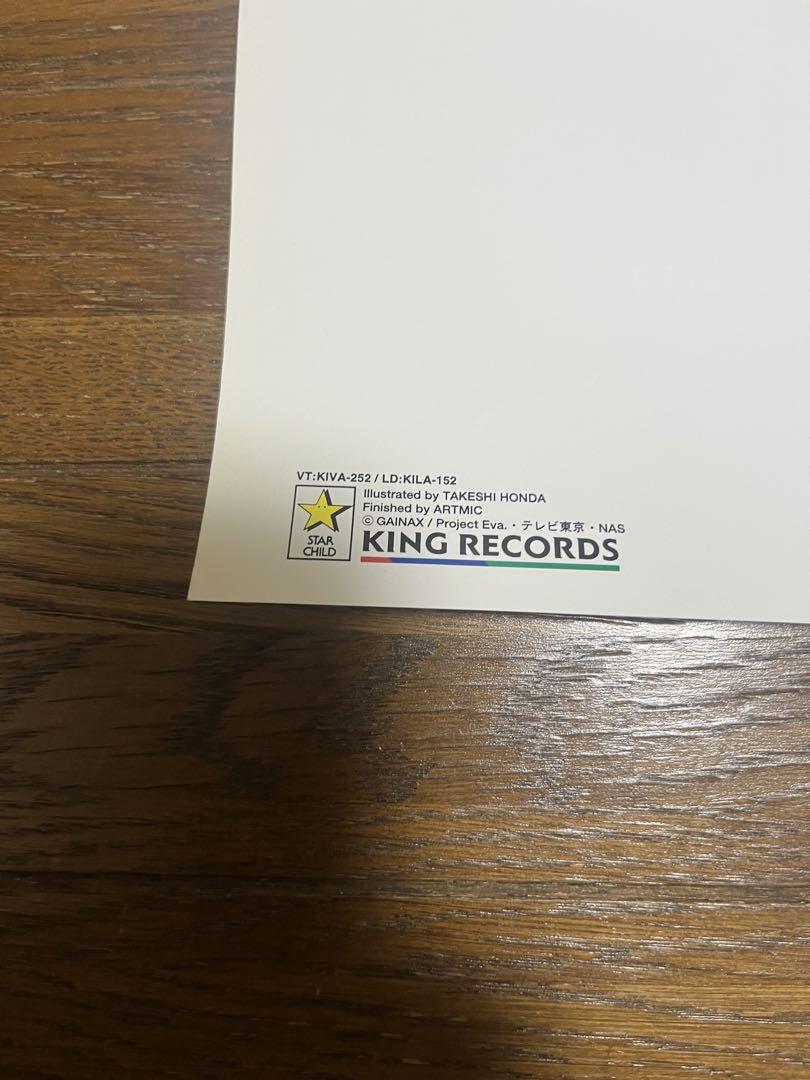 VT:KIVA-252 / LD:KILA-152
Illustrated by TAKESHI HONDA
Finished by ARTMIC
© GAINAX / Project Eva.・テレビ東京・NAS
STAR
CHILD
KING RECORDS